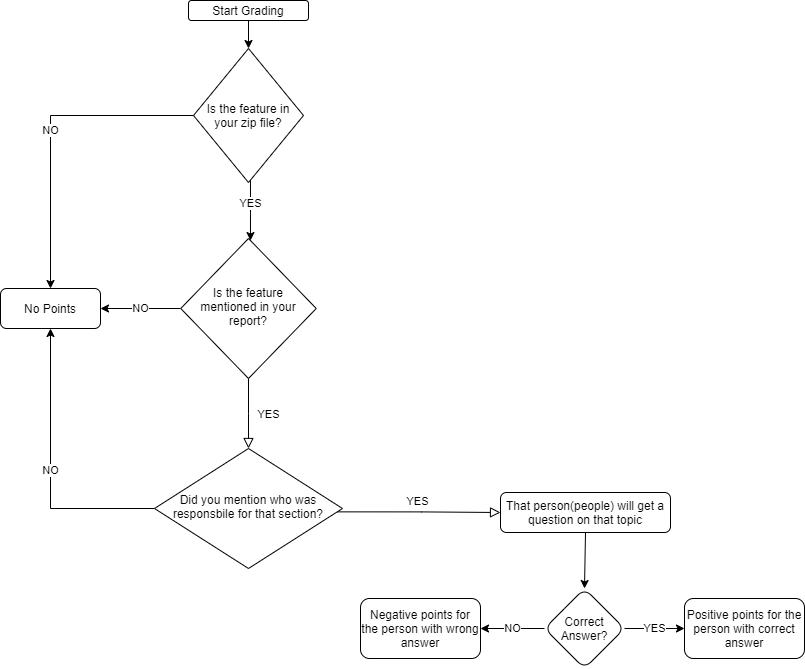 Start Grading
Is the feature in
your zip file?
NO
YES
Is the feature
mentioned in your
report?
No Points
NO
YES
NO
Did you mention who was
responsbile for that section?
YES
That person(people) will get a
question on that topic
Correct
Answer?
NO
YES
Negative points for
the person with wrong
answer
Positive points for the
person with correct
answer